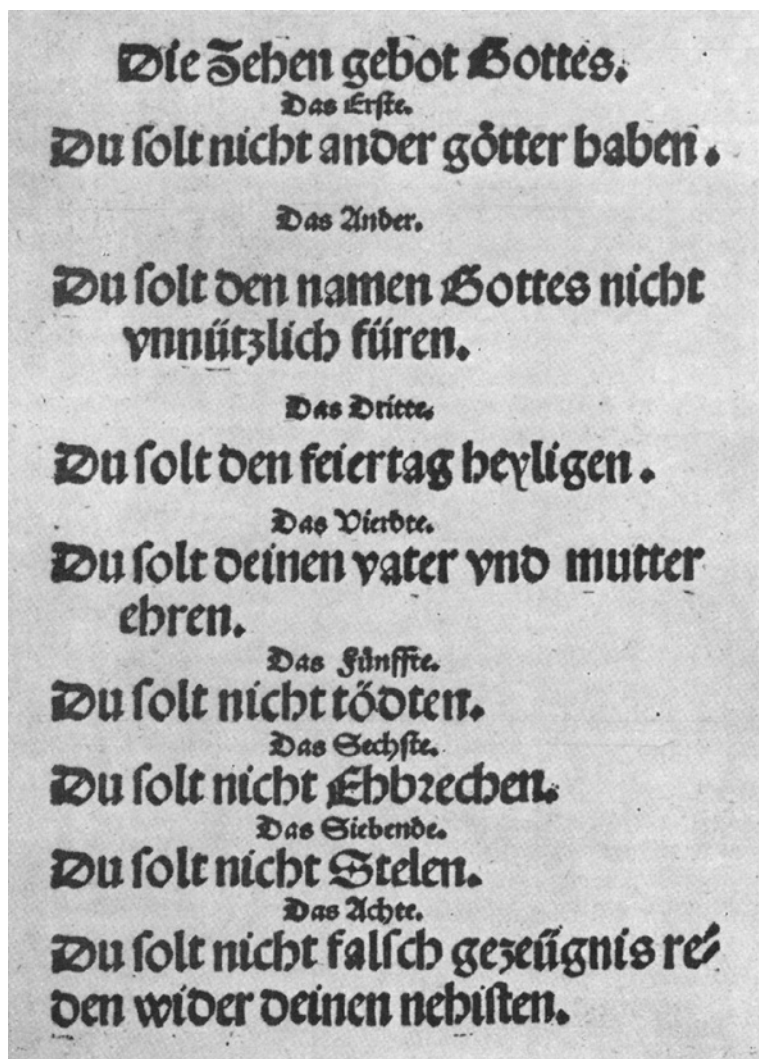 Die Zehen gebot Gottes.
Das Erste.
Du ſolt nicht ander götter haben.
Das Ander.
Du ſolt den namen Gottes nicht
vnnützlich füren.
Das Dritte.
Du ſolt den feiertag heyligen.
Das Vierdte.
Du ſolt deinen vater vnd mutter
ehren.
Das Fünffte.
Du ſolt nicht tödten.
Das Sechſte.
Du ſolt nicht Ehbrechen.
Das Siebende.
Du ſolt nicht Stelen.
Das Achte.
Du ſolt nicht falſch gezeügnis re⸗
den wider deinen nehiſten.